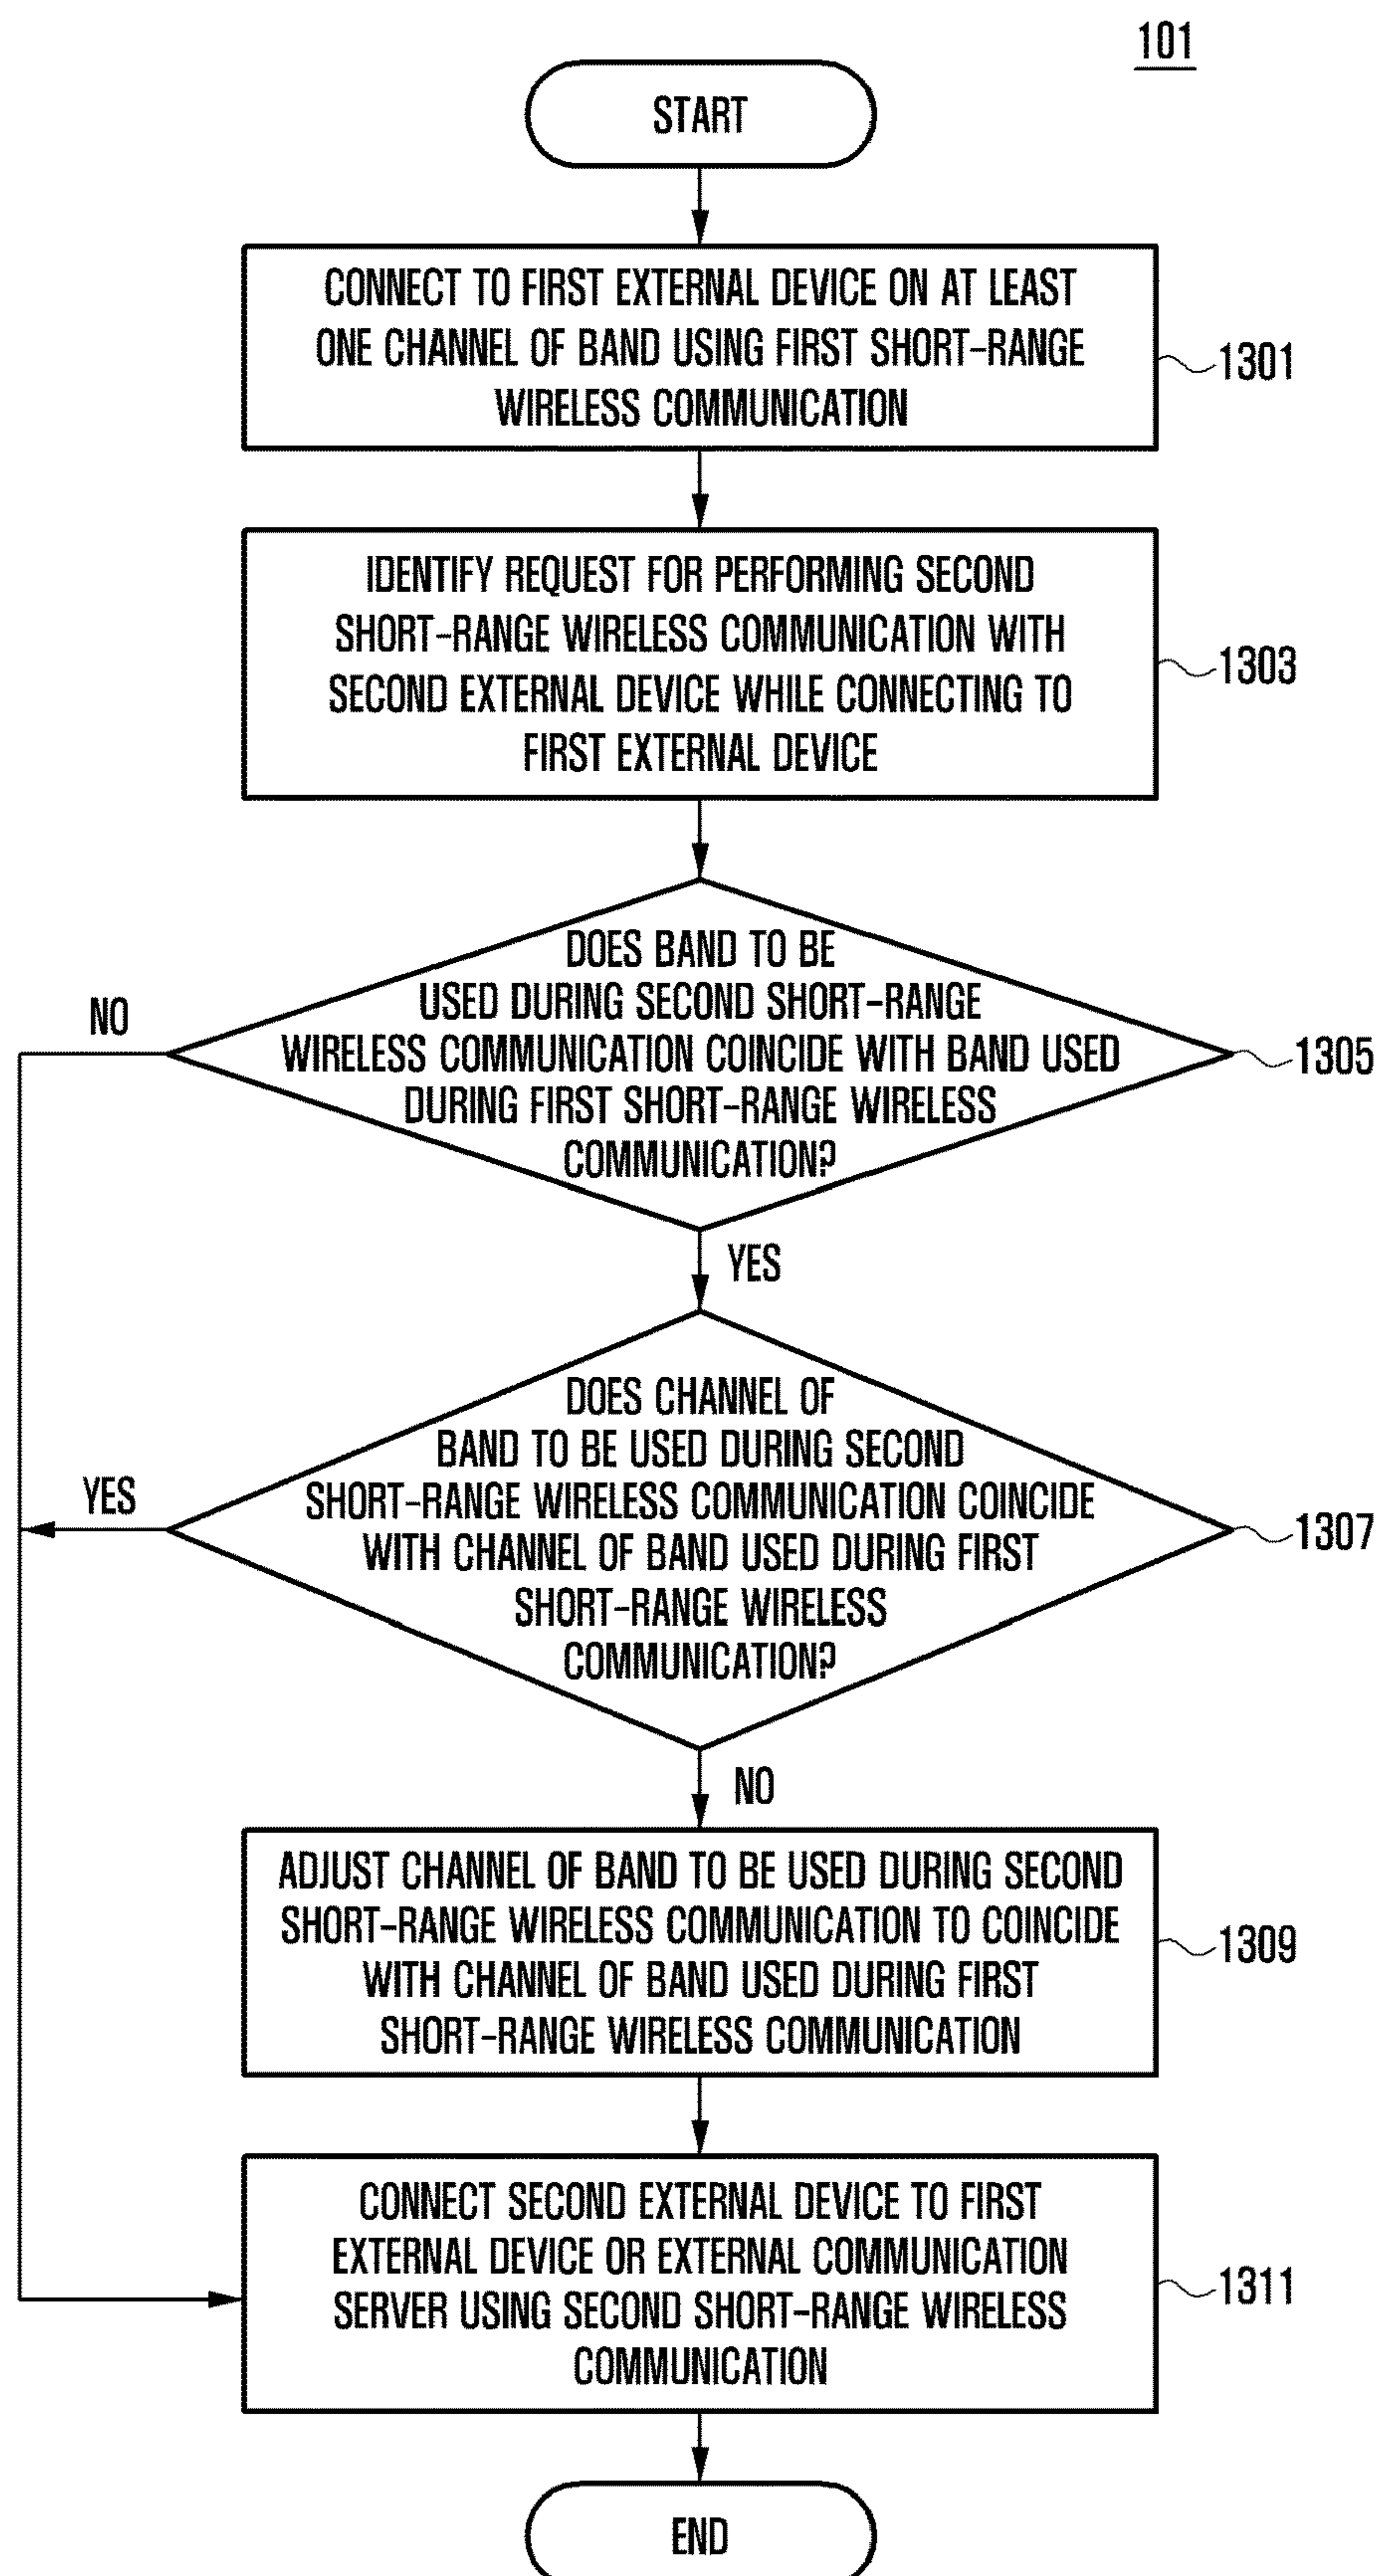 101
START
CONNECT TO FIRST EXTERNAL DEVICE ON AT LEAST
ONE CHANNEL OF BAND USING FIRST SHORT-RANGE
WIRELESS COMMUNICATION
1301
IDENTIFY REQUEST FOR PERFORMING SECOND
SHORT-RANGE WIRELESS COMMUNICATION WITH
SECOND EXTERNAL DEVICE WHILE CONNECTING TO
FIRST EXTERNAL DEVICE
1303
DOES BAND TO BE
USED DURING SECOND SHORT-RANGE
WIRELESS COMMUNICATION COINCIDE WITH BAND USED
DURING FIRST SHORT-RANGE WIRELESS
COMMUNICATION?
1305
NO
YES
DOES CHANNEL OF
BAND TO BE USED DURING SECOND
SHORT-RANGE WIRELESS COMMUNICATION COINCIDE
WITH CHANNEL OF BAND USED DURING FIRST
SHORT-RANGE WIRELESS
COMMUNICATION?
1307
YES
NO
ADJUST CHANNEL OF BAND TO BE USED DURING SECOND
SHORT-RANGE WIRELESS COMMUNICATION TO COINCIDE
WITH CHANNEL OF BAND USED DURING FIRST
SHORT-RANGE WIRELESS COMMUNICATION
1309
CONNECT SECOND EXTERNAL DEVICE TO FIRST
EXTERNAL DEVICE OR EXTERNAL COMMUNICATION
SERVER USING SECOND SHORT-RANGE WIRELESS
COMMUNICATION
1311
END